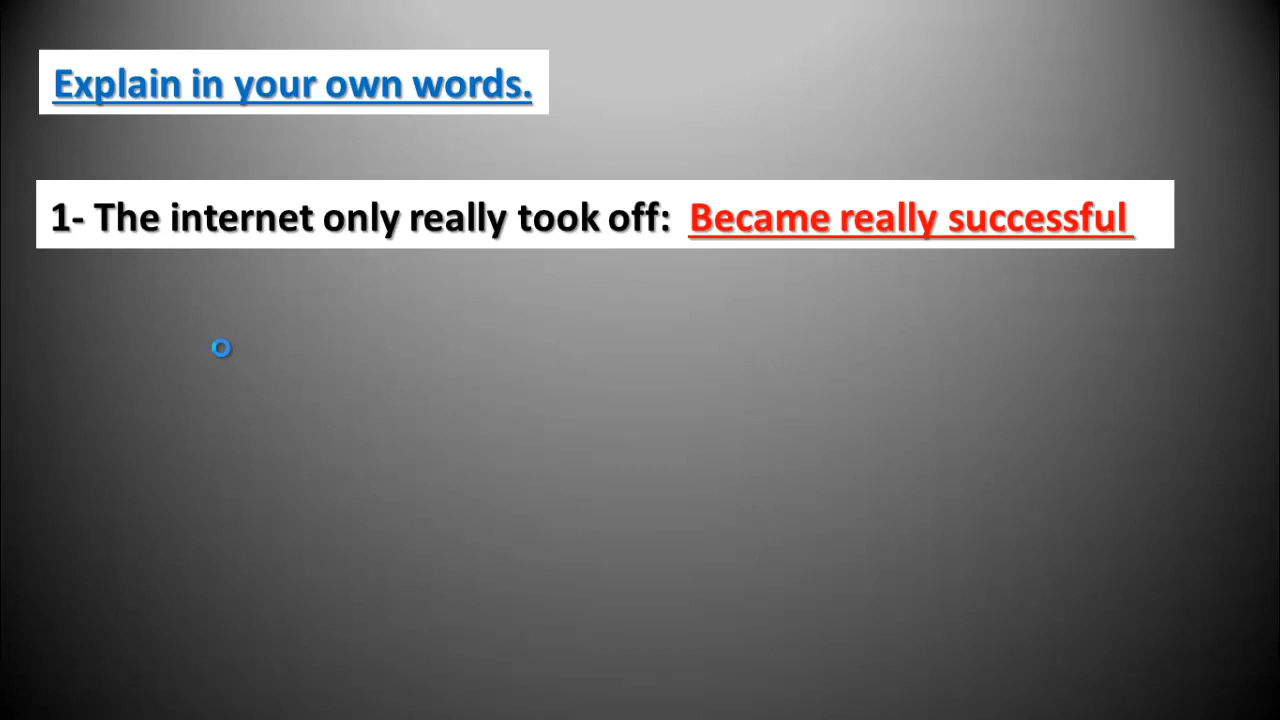 Explain in your own words.
1- The internet only really took off: Became really successful